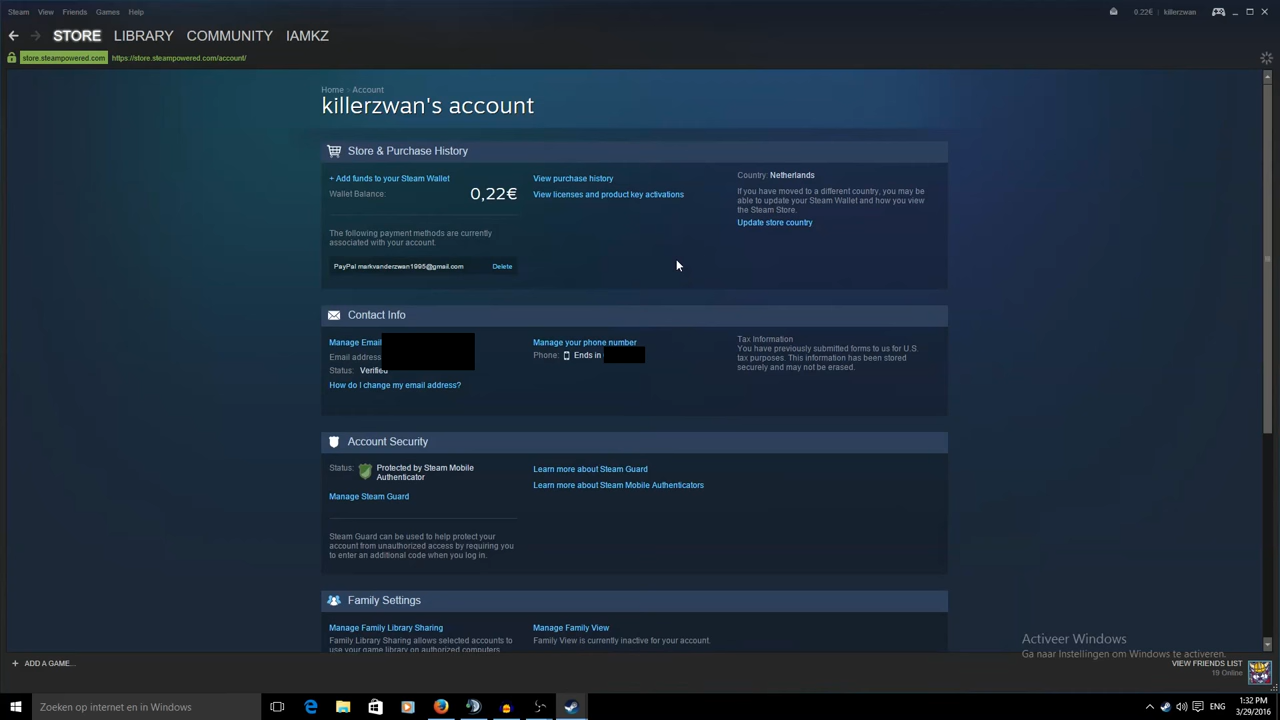 Steam View Friends Games Help
0.22€ | killerzwan
STORE LIBRARY COMMUNITY IAMKZ
store.steampowered.com https://store.steampowered.com/account/
Home › Account
killerzwan's account
Store & Purchase History
+ Add funds to your Steam Wallet
Wallet Balance: 0,22€
The following payment methods are currently
associated with your account.
PayPal markvanderzwan1995@gmail.com Delete
View purchase history
View licenses and product key activations
Country: Netherlands
If you have moved to a different country, you may be
able to update your Steam Wallet and how you view
the Steam Store.
Update store country
Contact Info
Manage Email
Email address
Status: Verified
How do I change my email address?
Manage your phone number
Phone: Ends in
Tax Information
You have previously submitted forms to us for U.S.
tax purposes. This information has been stored
securely and may not be erased.
Account Security
Status: Protected by Steam Mobile
Authenticator
Manage Steam Guard
Steam Guard can be used to help protect your
account from unauthorized access by requiring you
to enter an additional code when you log in.
Learn more about Steam Guard
Learn more about Steam Mobile Authenticators
Family Settings
Manage Family Library Sharing
Family Library Sharing allows selected accounts to
use your game library on authorized computers
Manage Family View
Family View is currently inactive for your account.
Activeer Windows
Ga naar Instellingen om Windows te activeren.
+ ADD A GAME...
VIEW FRIENDS LIST
19 Online
Zoeken op internet en in Windows
ENG
1:32 PM
3/29/2016